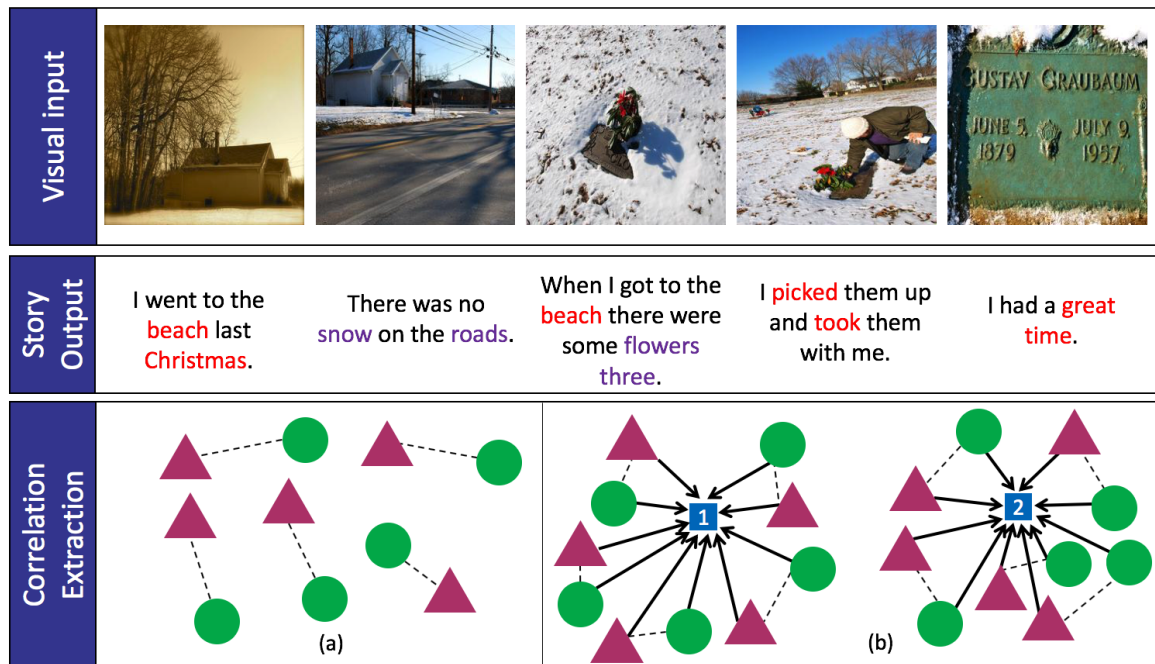 Visual input
GUSTAV GRAUBAUM
JUNE 5, JULY 9,
1879 1957
Story
Output
I went to the
beach last
Christmas.
There was no
snow on the roads.
When I got to the
beach there were
some flowers
three.
I picked them up
and took them
with me.
I had a great
time.
Correlation
Extraction
(a)
1
2
(b)